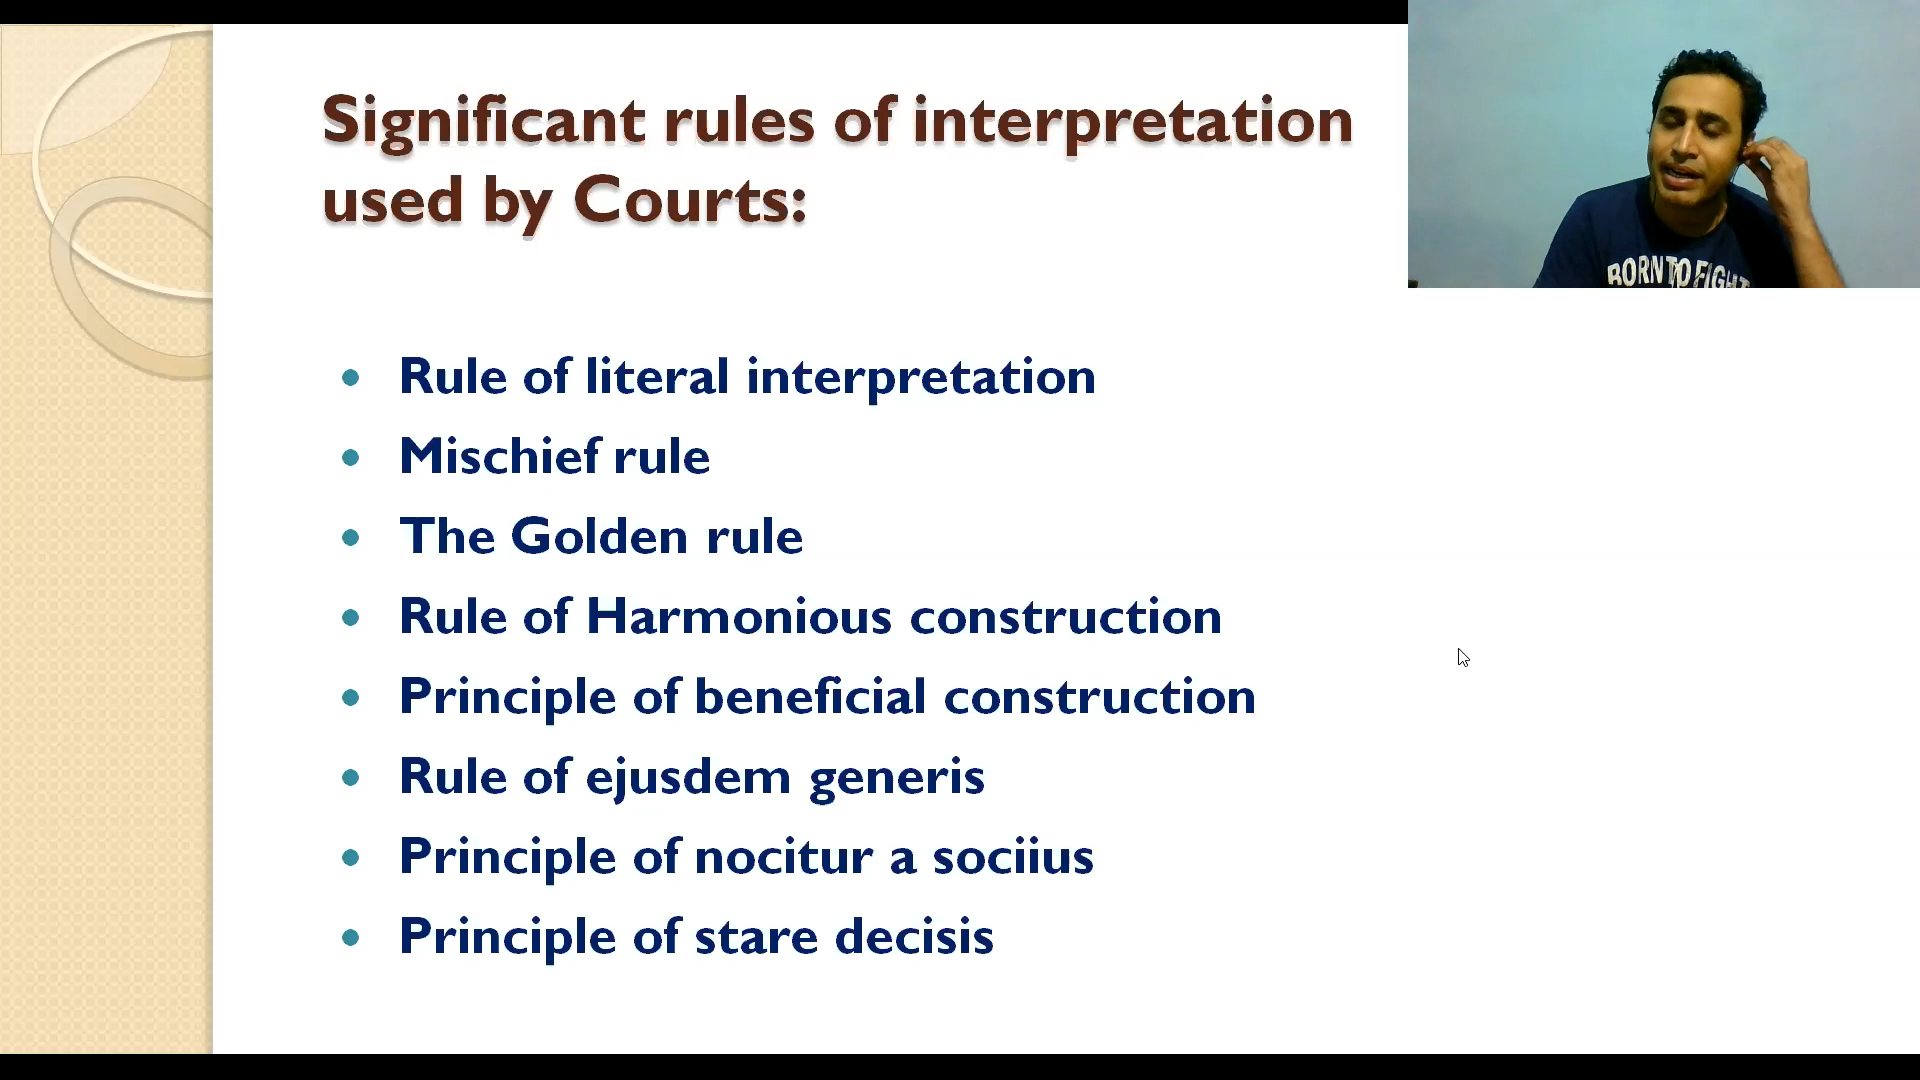 Significant rules of interpretation
used by Courts:
BORN TO FIGHT
Rule of literal interpretation
Mischief rule
The Golden rule
Rule of Harmonious construction
Principle of beneficial construction
Rule of ejusdem generis
Principle of nocitur a sociius
Principle of stare decisis